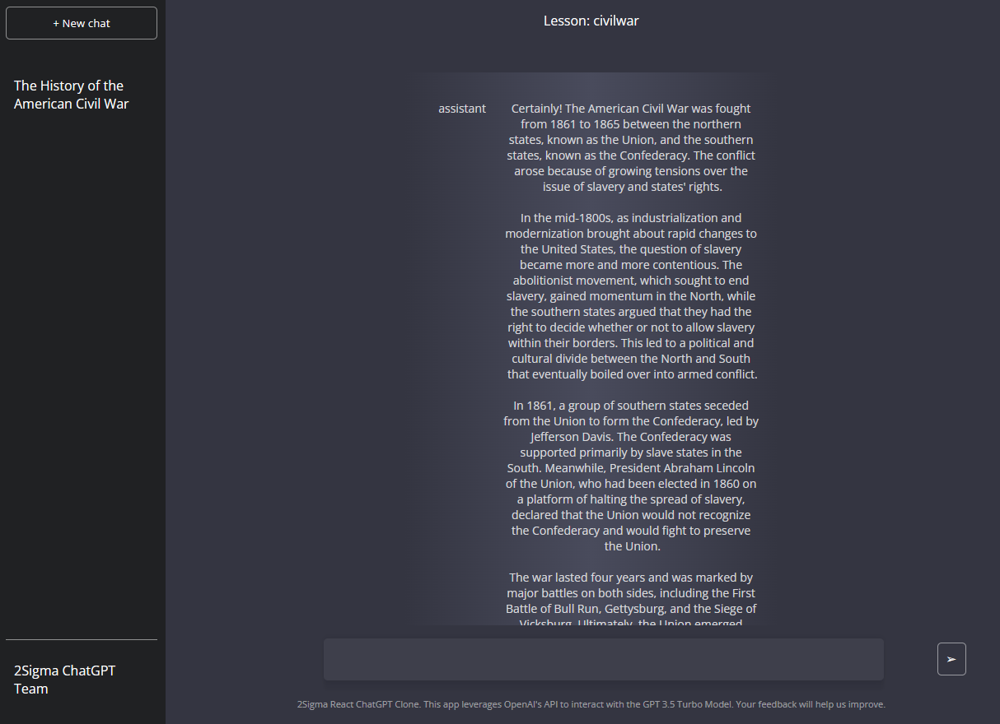 + New chat
The History of the
American Civil War
2Sigma ChatGPT
Team
Lesson: civilwar
assistant
Certainly! The American Civil War was fought
from 1861 to 1865 between the northern
states, known as the Union, and the southern
states, known as the Confederacy. The conflict
arose because of growing tensions over the
issue of slavery and states' rights.
In the mid-1800s, as industrialization and
modernization brought about rapid changes to
the United States, the question of slavery
became more and more contentious. The
abolitionist movement, which sought to end
slavery, gained momentum in the North, while
the southern states argued that they had the
right to decide whether or not to allow slavery
within their borders. This led to a political and
cultural divide between the North and South
that eventually boiled over into armed conflict.
In 1861, a group of southern states seceded
from the Union to form the Confederacy, led by
Jefferson Davis. The Confederacy was
supported primarily by slave states in the
South. Meanwhile, President Abraham Lincoln
of the Union, who had been elected in 1860 on
a platform of halting the spread of slavery,
declared that the Union would not recognize
the Confederacy and would fight to preserve
the Union.
The war lasted four years and was marked by
major battles on both sides, including the First
Battle of Bull Run, Gettysburg, and the Siege of
Vicksburg. Ultimately, the Union emerged
2Sigma React ChatGPT Clone. This app leverages OpenAI's API to interact with the GPT 3.5 Turbo Model. Your feedback will help us improve.